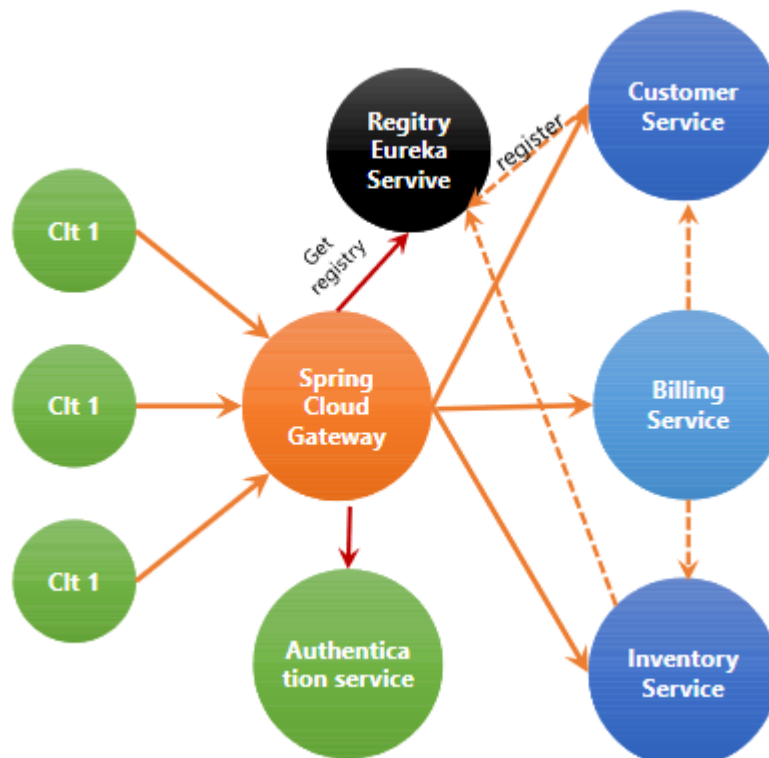 Customer
Service
Regitry
Eureka
Servive
register
Clt 1
Get
registry
Spring
Cloud
Gateway
Clt 1
Billing
Service
Clt 1
Authentica
tion service
Inventory
Service